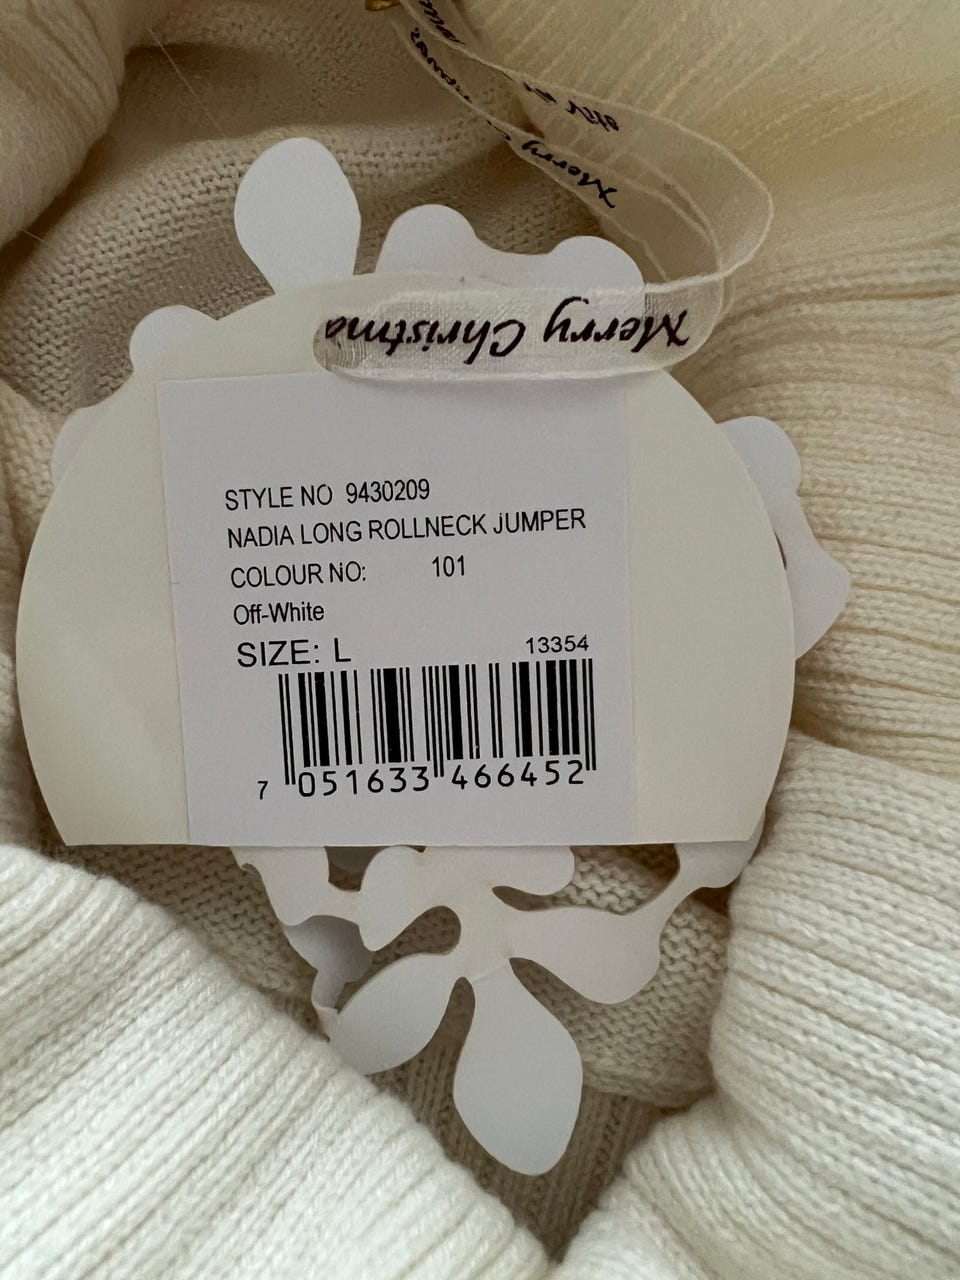 Merry Christma
Merry
STYLE NO 9430209
NADIA LONG ROLLNECK JUMPER
COLOUR NO: 101
Off-White
SIZE: L 13354
7 051633 466452